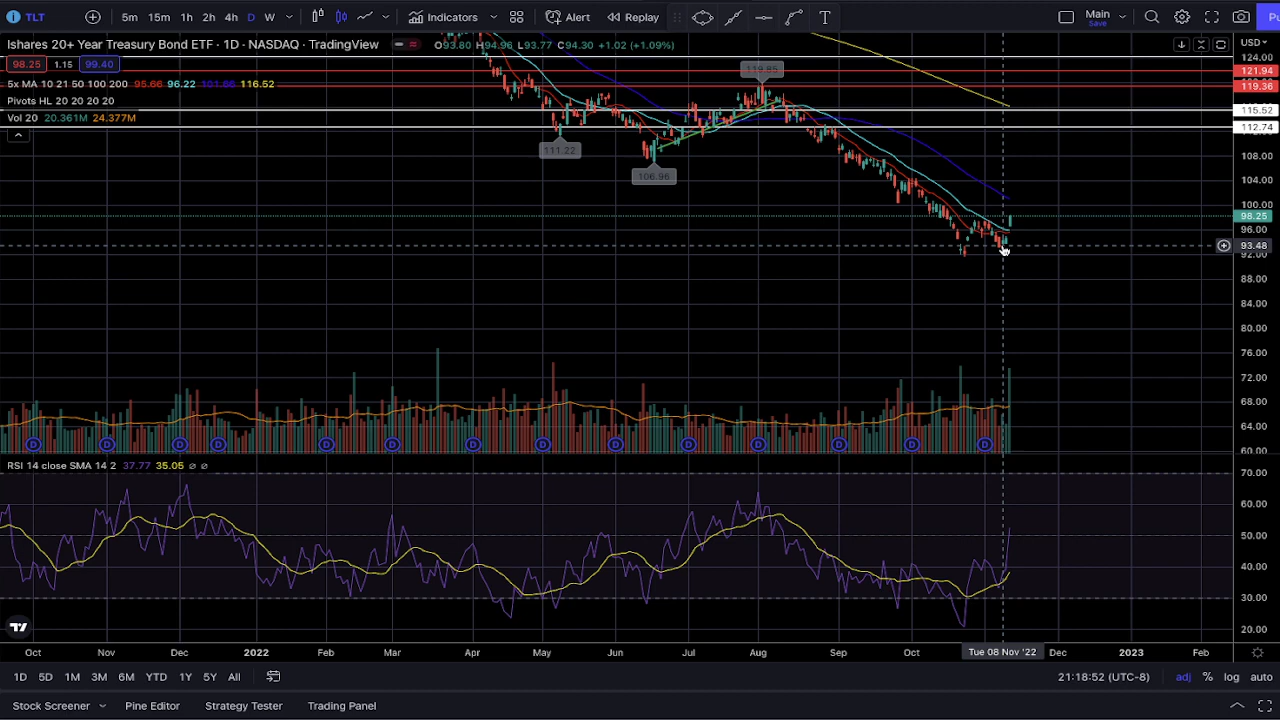 TLT 5m 15m 1h 2h 4h D W Indicators Alert Replay T Main Save Pu
Ishares 20+ Year Treasury Bond ETF · 1D · NASDAQ · TradingView O93.80 H94.96 L93.77 C94.30 +1.02 (+1.09%) USD
98.25 1.15 99.40
5x MA 10 21 50 100 200 95.66 96.22 101.66 116.52
Pivots HL 20 20 20 20
Vol 20 20.361M 24.377M
119.85
111.22
106.96
124.00
121.94
119.36
115.52
112.74
108.00
104.00
100.00
98.25
96.00
93.48
92.00
88.00
84.00
80.00
76.00
72.00
68.00
64.00
60.00
D D D D D D D D D D D D D D
RSI 14 close SMA 14 2 37.77 35.05 ∅ ∅
70.00
60.00
50.00
40.00
30.00
20.00
Oct Nov Dec 2022 Feb Mar Apr May Jun Jul Aug Sep Oct Tue 08 Nov '22 Dec 2023 Feb
1D 5D 1M 3M 6M YTD 1Y 5Y All 21:18:52 (UTC-8) adj % log auto
Stock Screener Pine Editor Strategy Tester Trading Panel